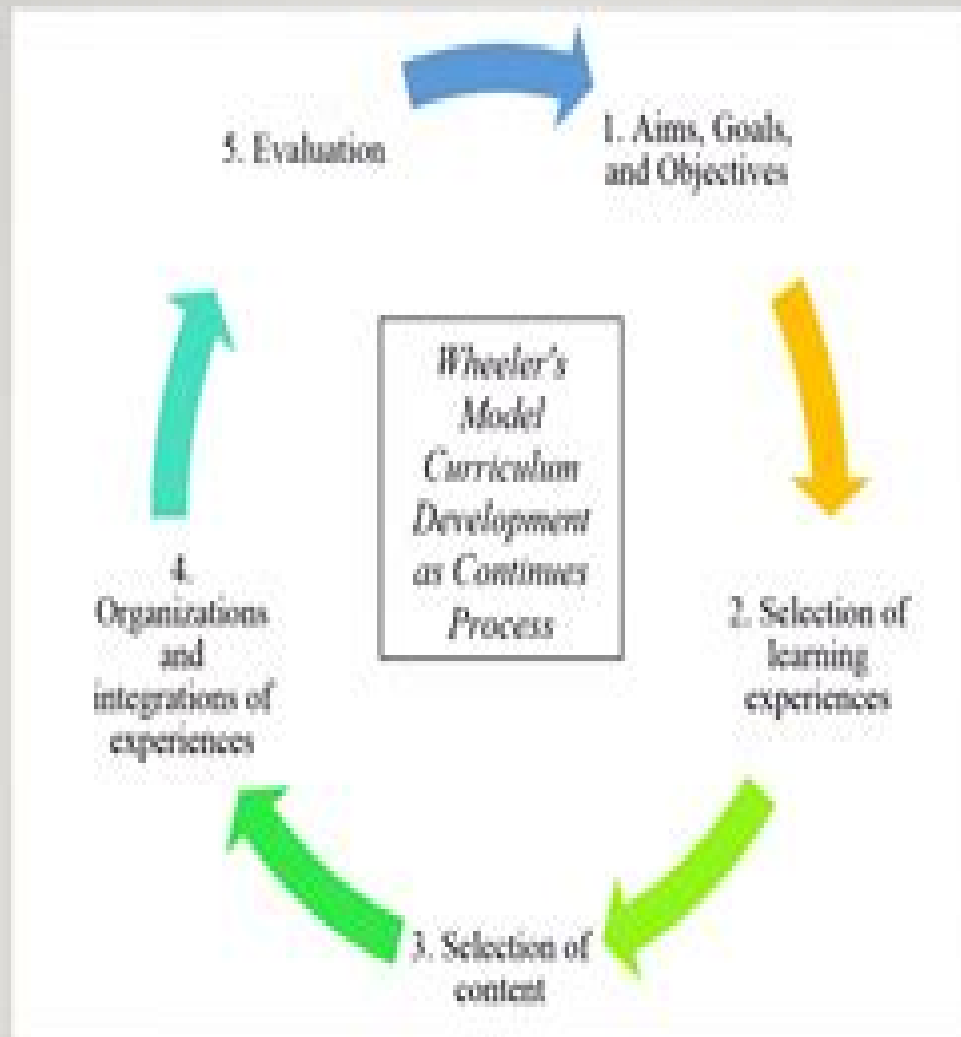 5. Evaluation
1. Aims, Goals,
and Objectives
Wheeler's
Model
Curriculum
Development
as Continues
Process
2. Selection of
learning
experiences
3. Selection of
content
4.
Organizations
and
integrations of
experiences